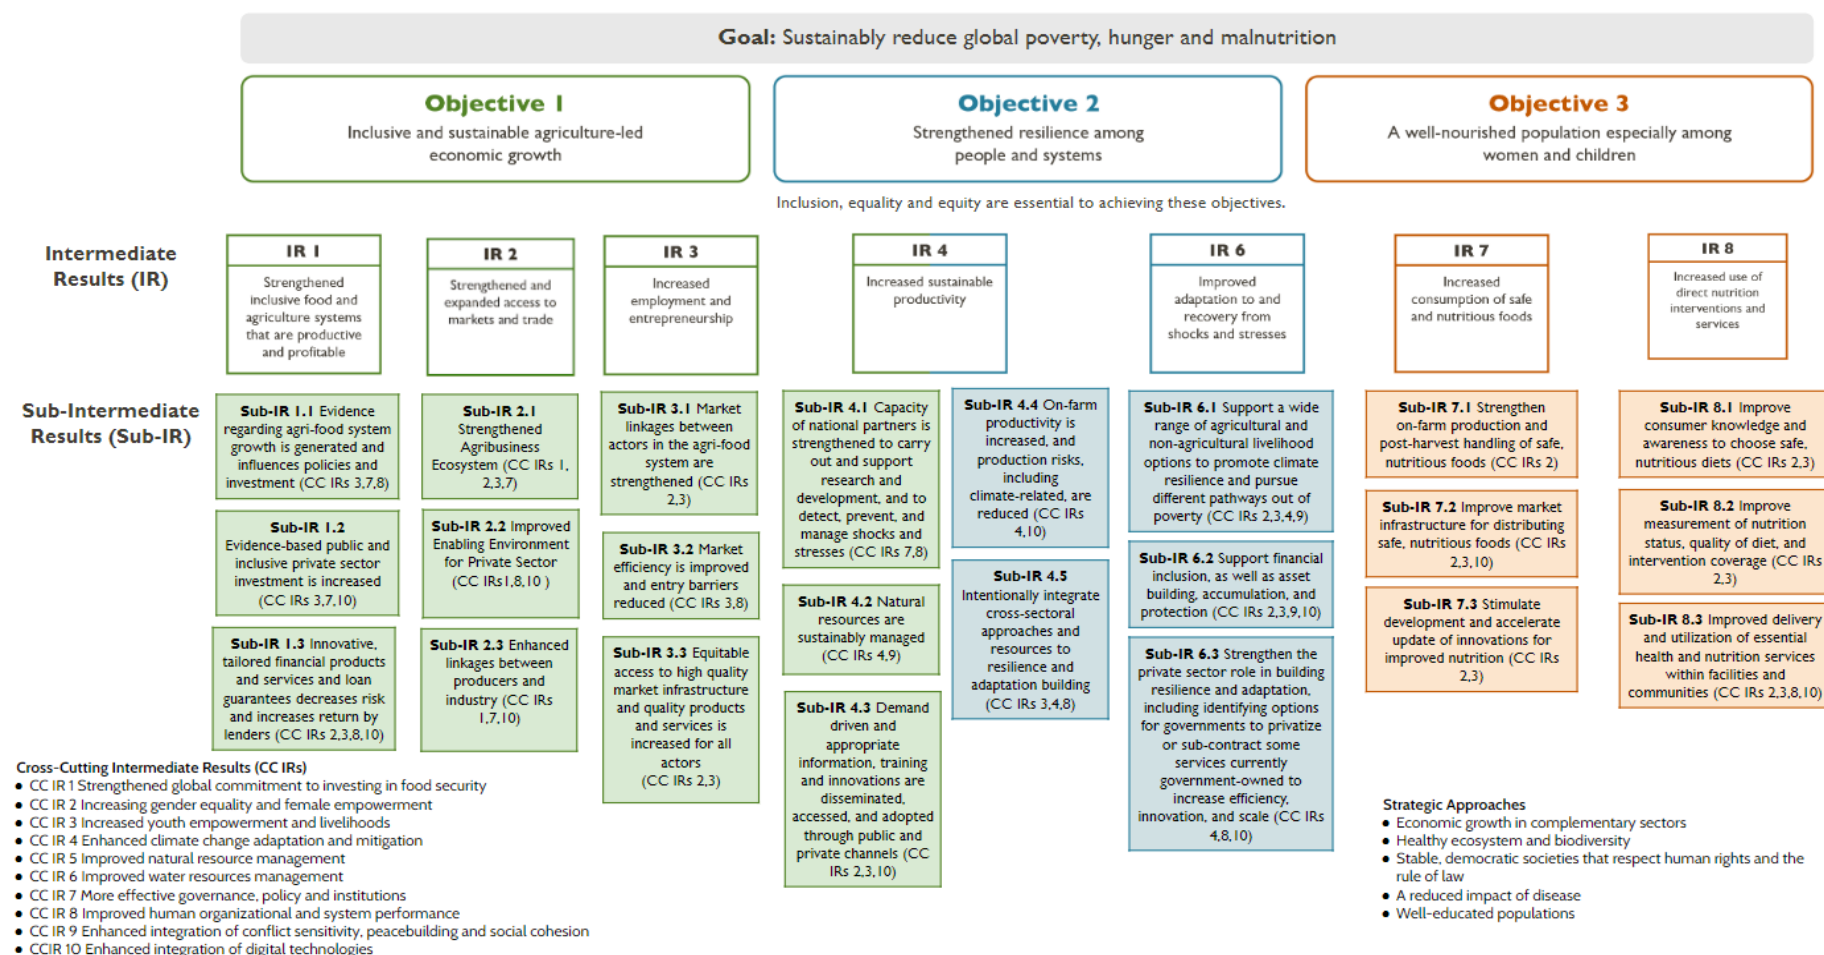 Goal: Sustainably reduce global poverty, hunger and malnutrition
Objective 1
Inclusive and sustainable agriculture-led
economic growth
Objective 2
Strengthened resilience among
people and systems
Objective 3
A well-nourished population especially among
women and children
Inclusion, equality and equity are essential to achieving these objectives.
Intermediate
Results (IR)
IR 1
Strengthened
inclusive food and
agriculture systems
that are productive
and profitable
IR 2
Strengthened and
expanded access to
markets and trade
IR 3
Increased
employment and
entrepreneurship
IR 4
Increased sustainable
productivity
IR 6
Improved
adaptation to and
recovery from
shocks and stresses
IR 7
Increased
consumption of safe
and nutritious foods
IR 8
Increased use of
direct nutrition
interventions and
services
Sub-Intermediate
Results (Sub-IR)
Sub-IR 1.1 Evidence
regarding agri-food system
growth is generated and
influences policies and
investment (CC IRs 3,7,8)
Sub-IR 1.2
Evidence-based public and
inclusive private sector
investment is increased
(CC IRs 3,7,10)
Sub-IR 1.3 Innovative,
tailored financial products
and services and loan
guarantees decreases risk
and increases return by
lenders (CC IRs 2,3,8,10)
Sub-IR 2.1
Strengthened
Agribusiness
Ecosystem (CC IRs 1,
2,3,7)
Sub-IR 2.2 Improved
Enabling Environment
for Private Sector
(CC IRs1,8,10 )
Sub-IR 2.3 Enhanced
linkages between
producers and
industry (CC IRs
1,7,10)
Sub-IR 3.1 Market
linkages between
actors in the agri-food
system are
strengthened (CC IRs
2,3)
Sub-IR 3.2 Market
efficiency is improved
and entry barriers
reduced (CC IRs 3,8)
Sub-IR 3.3 Equitable
access to high quality
market infrastructure
and quality products
and services is
increased for all
actors
(CC IRs 2,3)
Sub-IR 4.1 Capacity
of national partners is
strengthened to carry
out and support
research and
development, and to
detect, prevent, and
manage shocks and
stresses (CC IRs 7,8)
Sub-IR 4.2 Natural
resources are
sustainably managed
(CC IRs 4,9)
Sub-IR 4.3 Demand
driven and
appropriate
information, training
and innovations are
disseminated,
accessed, and adopted
through public and
private channels (CC
IRs 2,3,10)
Sub-IR 4.4 On-farm
productivity is
increased, and
production risks,
including
climate-related, are
reduced (CC IRs
4,10)
Sub-IR 4.5
Intentionally integrate
cross-sectoral
approaches and
resources to
resilience and
adaptation building
(CC IRs 3,4,8)
Sub-IR 6.1 Support a wide
range of agricultural and
non-agricultural livelihood
options to promote climate
resilience and pursue
different pathways out of
poverty (CC IRs 2,3,4,9)
Sub-IR 6.2 Support financial
inclusion, as well as asset
building, accumulation, and
protection (CC IRs 2,3,9,10)
Sub-IR 6.3 Strengthen the
private sector role in building
resilience and adaptation,
including identifying options
for governments to privatize
or sub-contract some
services currently
government-owned to
increase efficiency,
innovation, and scale (CC IRs
4,8,10)
Sub-IR 7.1 Strengthen
on-farm production and
post-harvest handling of safe,
nutritious foods (CC IRs 2)
Sub-IR 7.2 Improve market
infrastructure for distributing
safe, nutritious foods (CC IRs
2,3,10)
Sub-IR 7.3 Stimulate
development and accelerate
update of innovations for
improved nutrition (CC IRs
2,3)
Sub-IR 8.1 Improve
consumer knowledge and
awareness to choose safe,
nutritious diets (CC IRs 2,3)
Sub-IR 8.2 Improve
measurement of nutrition
status, quality of diet, and
intervention coverage (CC IRs
2,3)
Sub-IR 8.3 Improved delivery
and utilization of essential
health and nutrition services
within facilities and
communities (CC IRs 2,3,8,10)
Cross-Cutting Intermediate Results (CC IRs)
• CC IR 1 Strengthened global commitment to investing in food security
• CC IR 2 Increasing gender equality and female empowerment
• CC IR 3 Increased youth empowerment and livelihoods
• CC IR 4 Enhanced climate change adaptation and mitigation
• CC IR 5 Improved natural resource management
• CC IR 6 Improved water resources management
• CC IR 7 More effective governance, policy and institutions
• CC IR 8 Improved human organizational and system performance
• CC IR 9 Enhanced integration of conflict sensitivity, peacebuilding and social cohesion
• CCIR 10 Enhanced integration of digital technologies
Strategic Approaches
• Economic growth in complementary sectors
• Healthy ecosystem and biodiversity
• Stable, democratic societies that respect human rights and the
rule of law
• A reduced impact of disease
• Well-educated populations